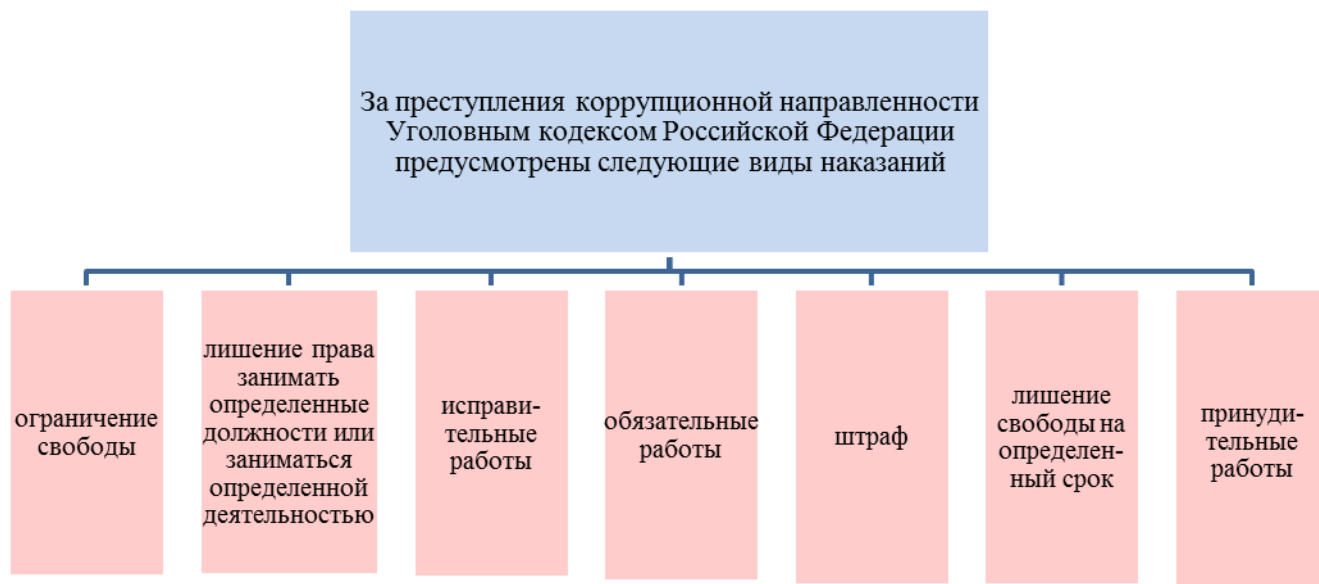 За преступления коррупционной направленности
Уголовным кодексом Российской Федерации
предусмотрены следующие виды наказаний
ограничение
свободы
лишение права
занимать
определенные
должности или
заниматься
определенной
деятельностью
исправи-
тельные
работы
обязательные
работы
штраф
лишение
свободы на
определен-
ный срок
принуди-
тельные
работы